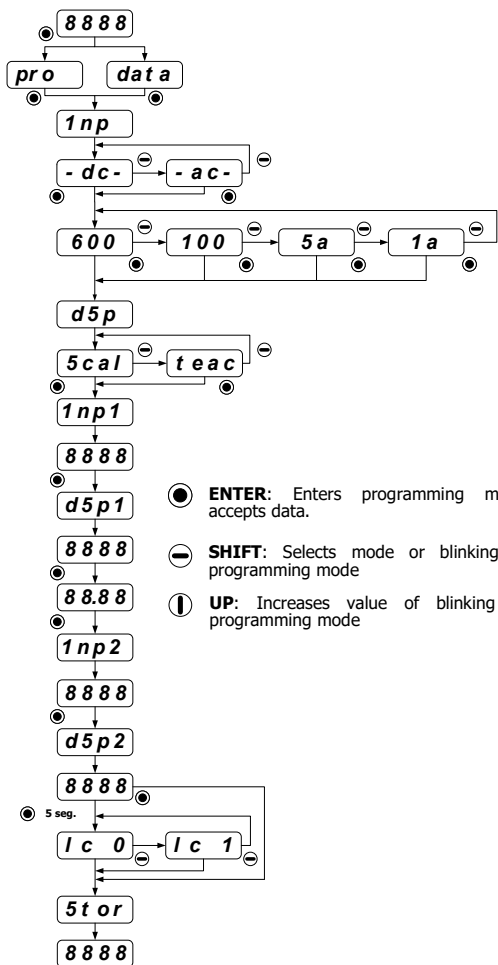 8888
pro data
1np
-dc- -ac-
600 100 5a 1a
d5p
5cal teac
1np1
8888
d5p1
8888
88.88
1np2
8888
d5p2
8888
5 seg.
lc 0 lc 1
5tor
8888
ENTER: Enters programming m
accepts data.
SHIFT: Selects mode or blinking
programming mode
UP: Increases value of blinking
programming mode